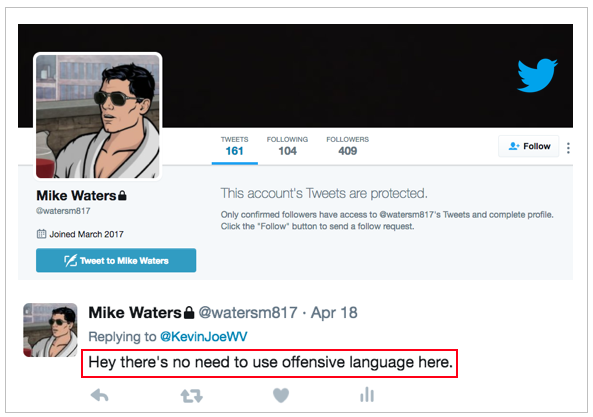 TWEETS FOLLOWING FOLLOWERS
161 104 409
Follow
Mike Waters
@watersm817
Joined March 2017
Tweet to Mike Waters
This account's Tweets are protected.
Only confirmed followers have access to @watersm817's Tweets and complete profile.
Click the "Follow" button to send a follow request.
Mike Waters @watersm817 · Apr 18
Replying to @KevinJoeWV
Hey there's no need to use offensive language here.